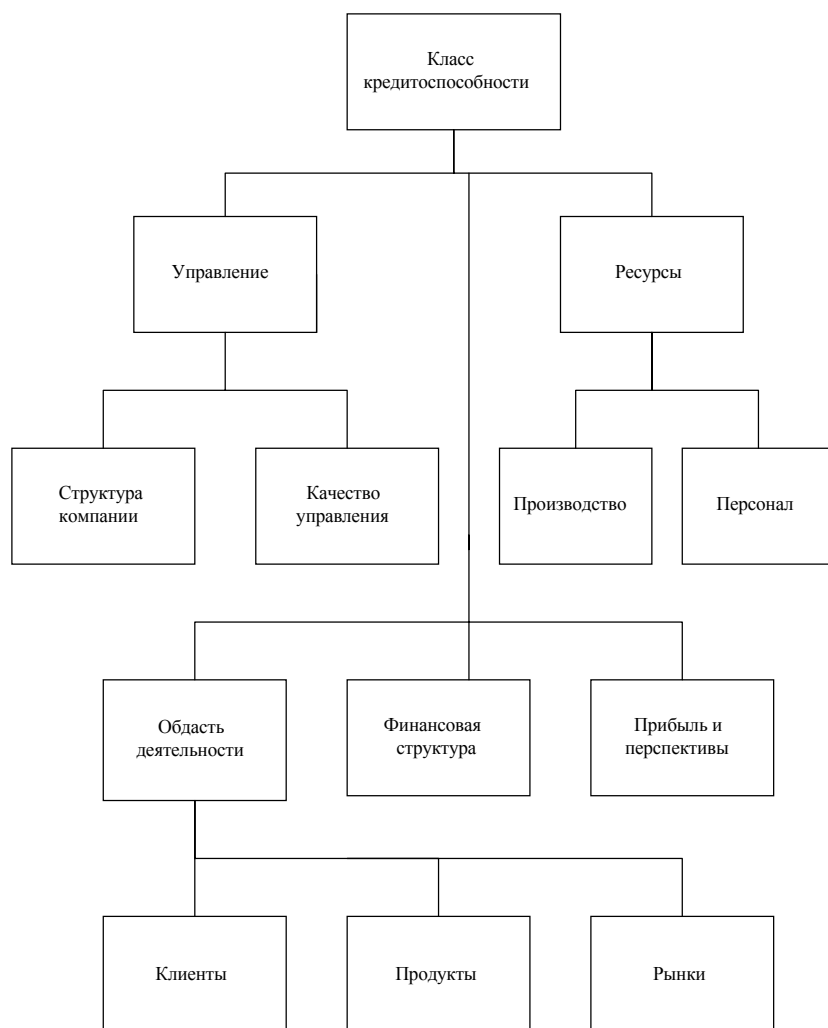 Класс
кредитоспособности
Управление
Ресурсы
Структура
компании
Качество
управления
Производство
Персонал
Обдасть
деятельности
Финансовая
структура
Прибыль и
перспективы
Клиенты
Продукты
Рынки